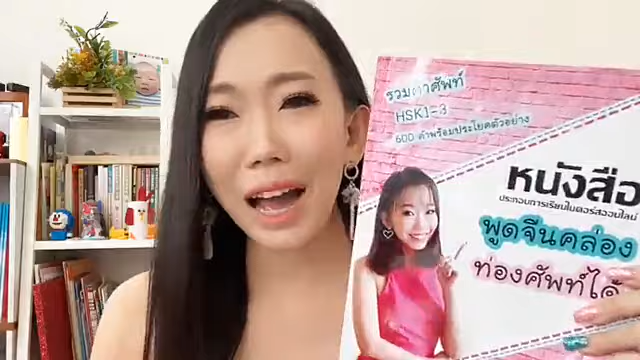 รวมคำศัพท์
HSK1-3
600 คำพร้อมประโยคตัวอย่าง
หนังสือ
ประกอบการเรียนในคอร์สออนไลน์
พูดจีนคล่อง
ท่องศัพท์ได้